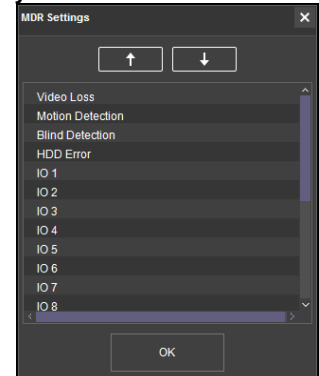 MDR Settings
Video Loss
Motion Detection
Blind Detection
HDD Error
IO 1
IO 2
IO 3
IO 4
IO 5
IO 6
IO 7
IO 8
OK